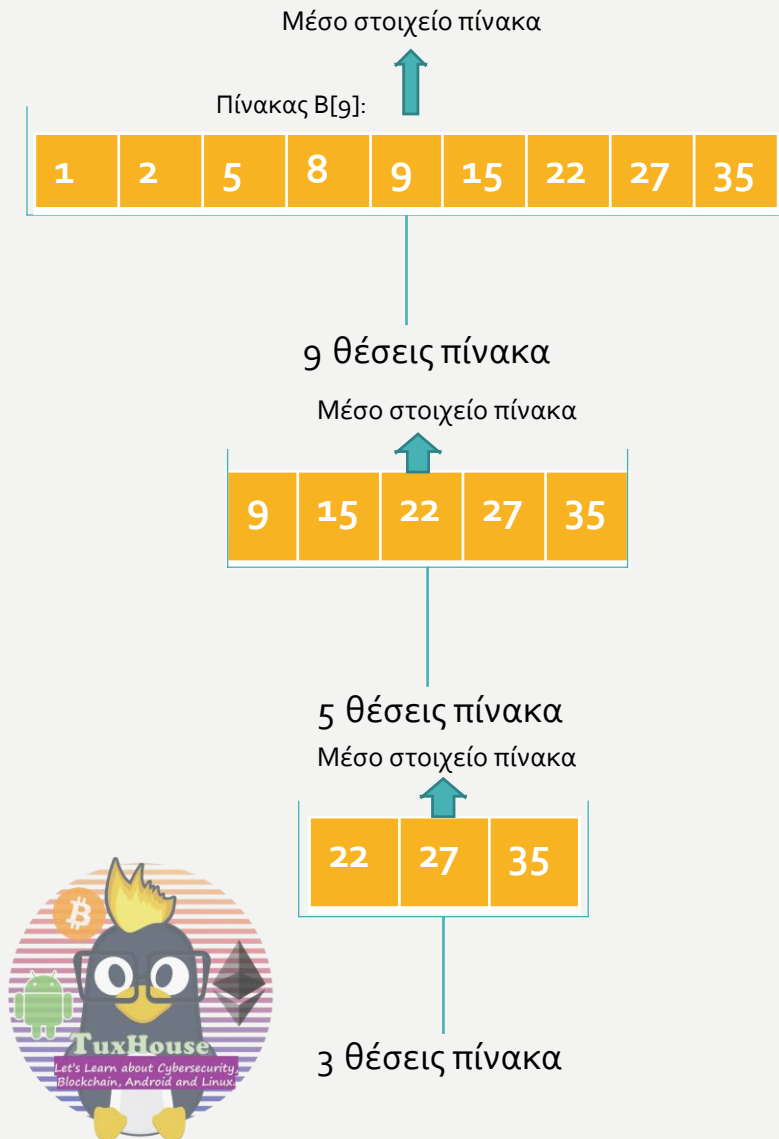 Μέσο στοιχείο πίνακα
Πίνακας Β[9]:
1 2 5 8 9 15 22 27 35
9 θέσεις πίνακα
Μέσο στοιχείο πίνακα
9 15 22 27 35
5 θέσεις πίνακα
Μέσο στοιχείο πίνακα
22 27 35
3 θέσεις πίνακα
TuxHouse
Let's Learn about Cybersecurity,
Blockchain, Android and Linux.